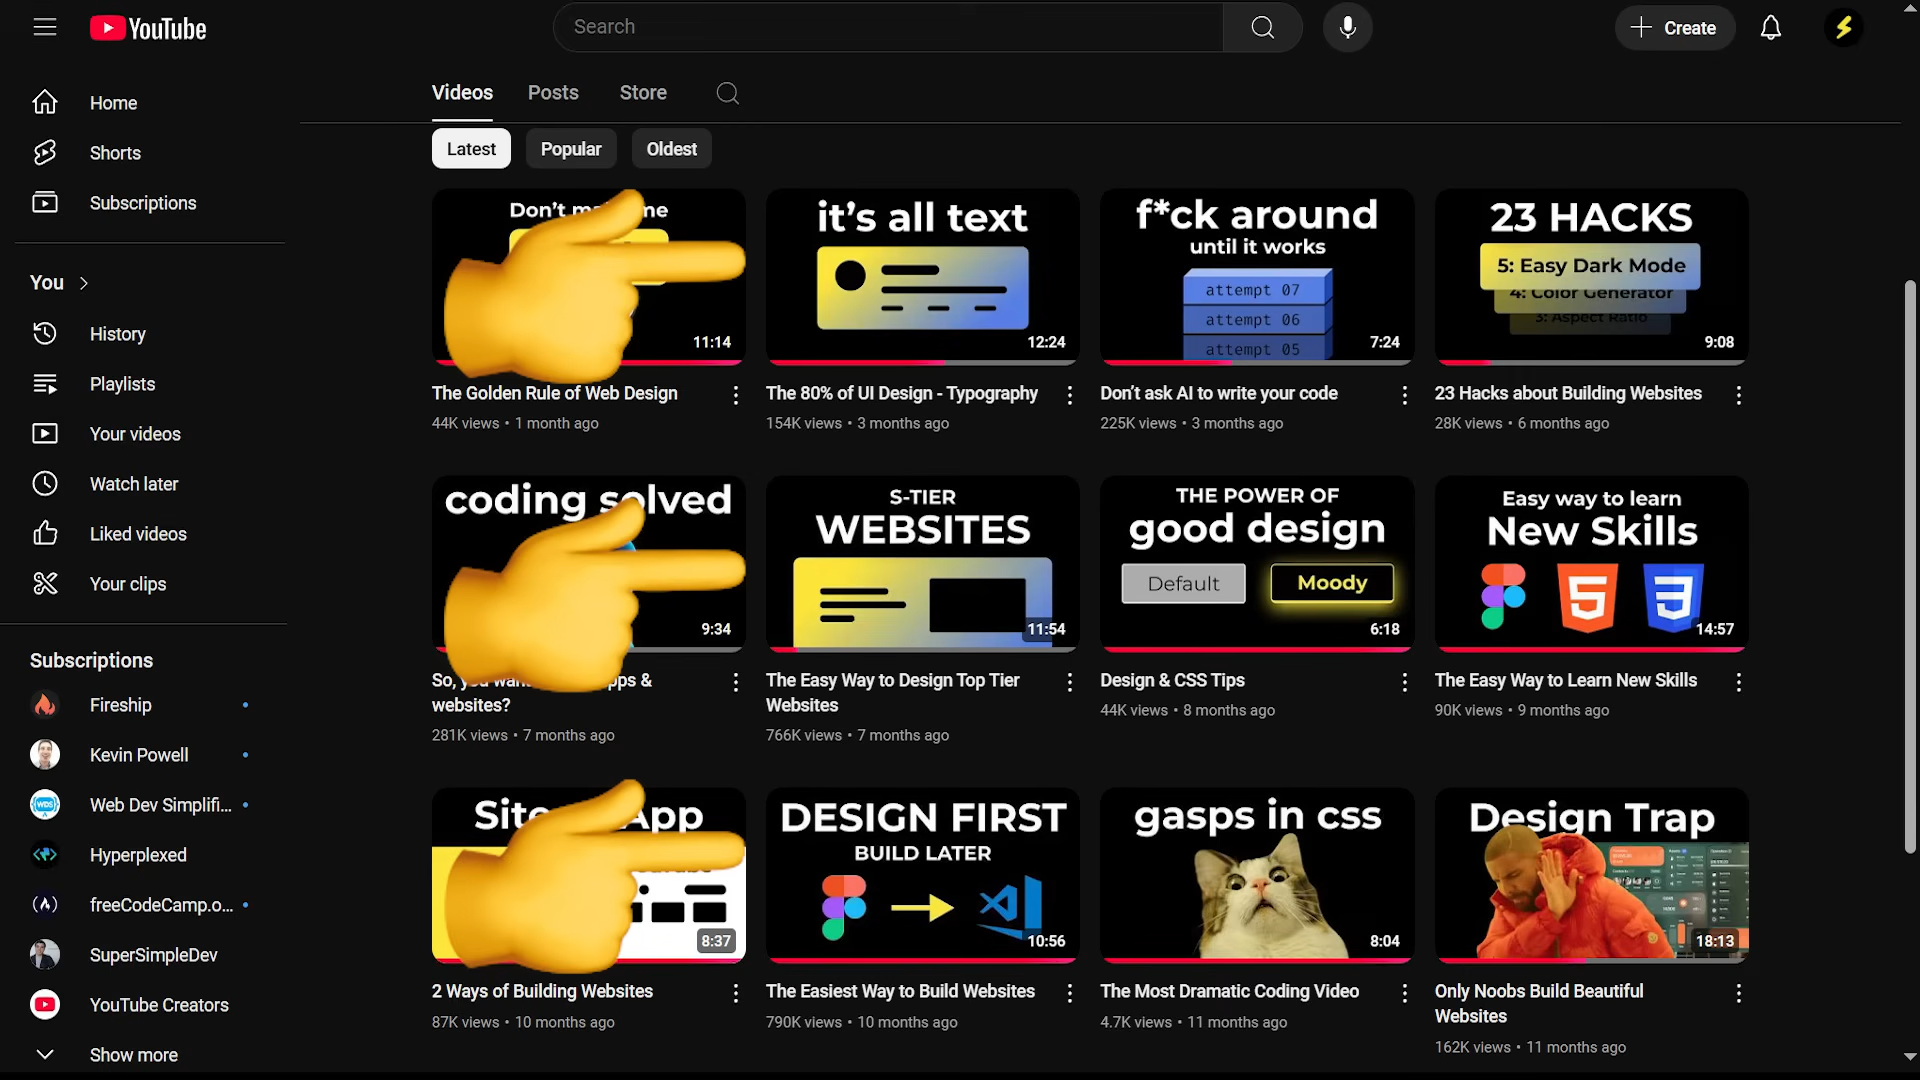 YouTube
Search
Create
Home
Shorts
Subscriptions
You
History
Playlists
Your videos
Watch later
Liked videos
Your clips
Subscriptions
Fireship
Kevin Powell
Web Dev Simplifi...
Hyperplexed
freeCodeCamp.o...
SuperSimpleDev
YouTube Creators
Show more
Videos Posts Store
Latest Popular Oldest
Don't me
11:14
The Golden Rule of Web Design
44K views • 1 month ago
it's all text
12:24
The 80% of UI Design - Typography
154K views • 3 months ago
f*ck around
until it works
attempt 07
attempt 06
attempt 05
7:24
Don't ask AI to write your code
225K views • 3 months ago
23 HACKS
5: Easy Dark Mode
4: Color Generator
3: Aspect Ratio
9:08
23 Hacks about Building Websites
28K views • 6 months ago
coding solved
9:34
So, you &
websites?
281K views • 7 months ago
S-TIER
WEBSITES
11:54
The Easy Way to Design Top Tier
Websites
766K views • 7 months ago
THE POWER OF
good design
Default
Moody
6:18
Design & CSS Tips
44K views • 8 months ago
Easy way to learn
New Skills
14:57
The Easy Way to Learn New Skills
90K views • 9 months ago
App
8:37
2 Ways of Building Websites
87K views • 10 months ago
DESIGN FIRST
BUILD LATER
10:56
The Easiest Way to Build Websites
790K views • 10 months ago
gasps in css
8:04
The Most Dramatic Coding Video
4.7K views • 11 months ago
Design Trap
18:13
Only Noobs Build Beautiful
Websites
162K views • 11 months ago